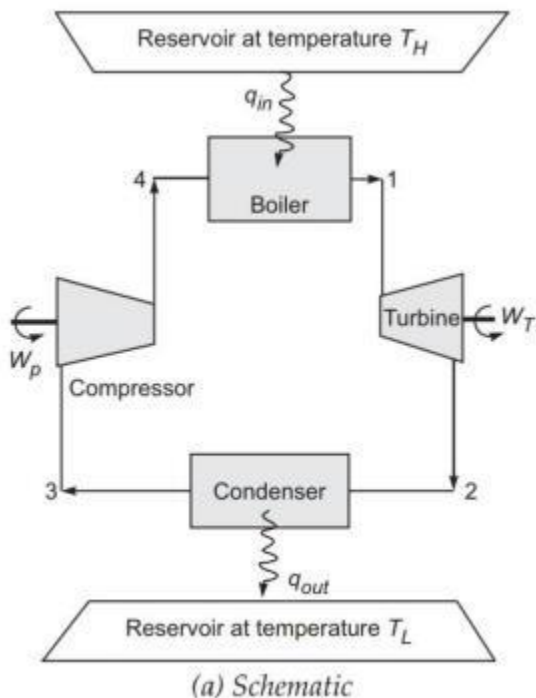 Reservoir at temperature T_H
q_in
4
1
Boiler
Turbine
W_T
W_p
Compressor
3
Condenser
2
q_out
Reservoir at temperature T_L
(a) Schematic